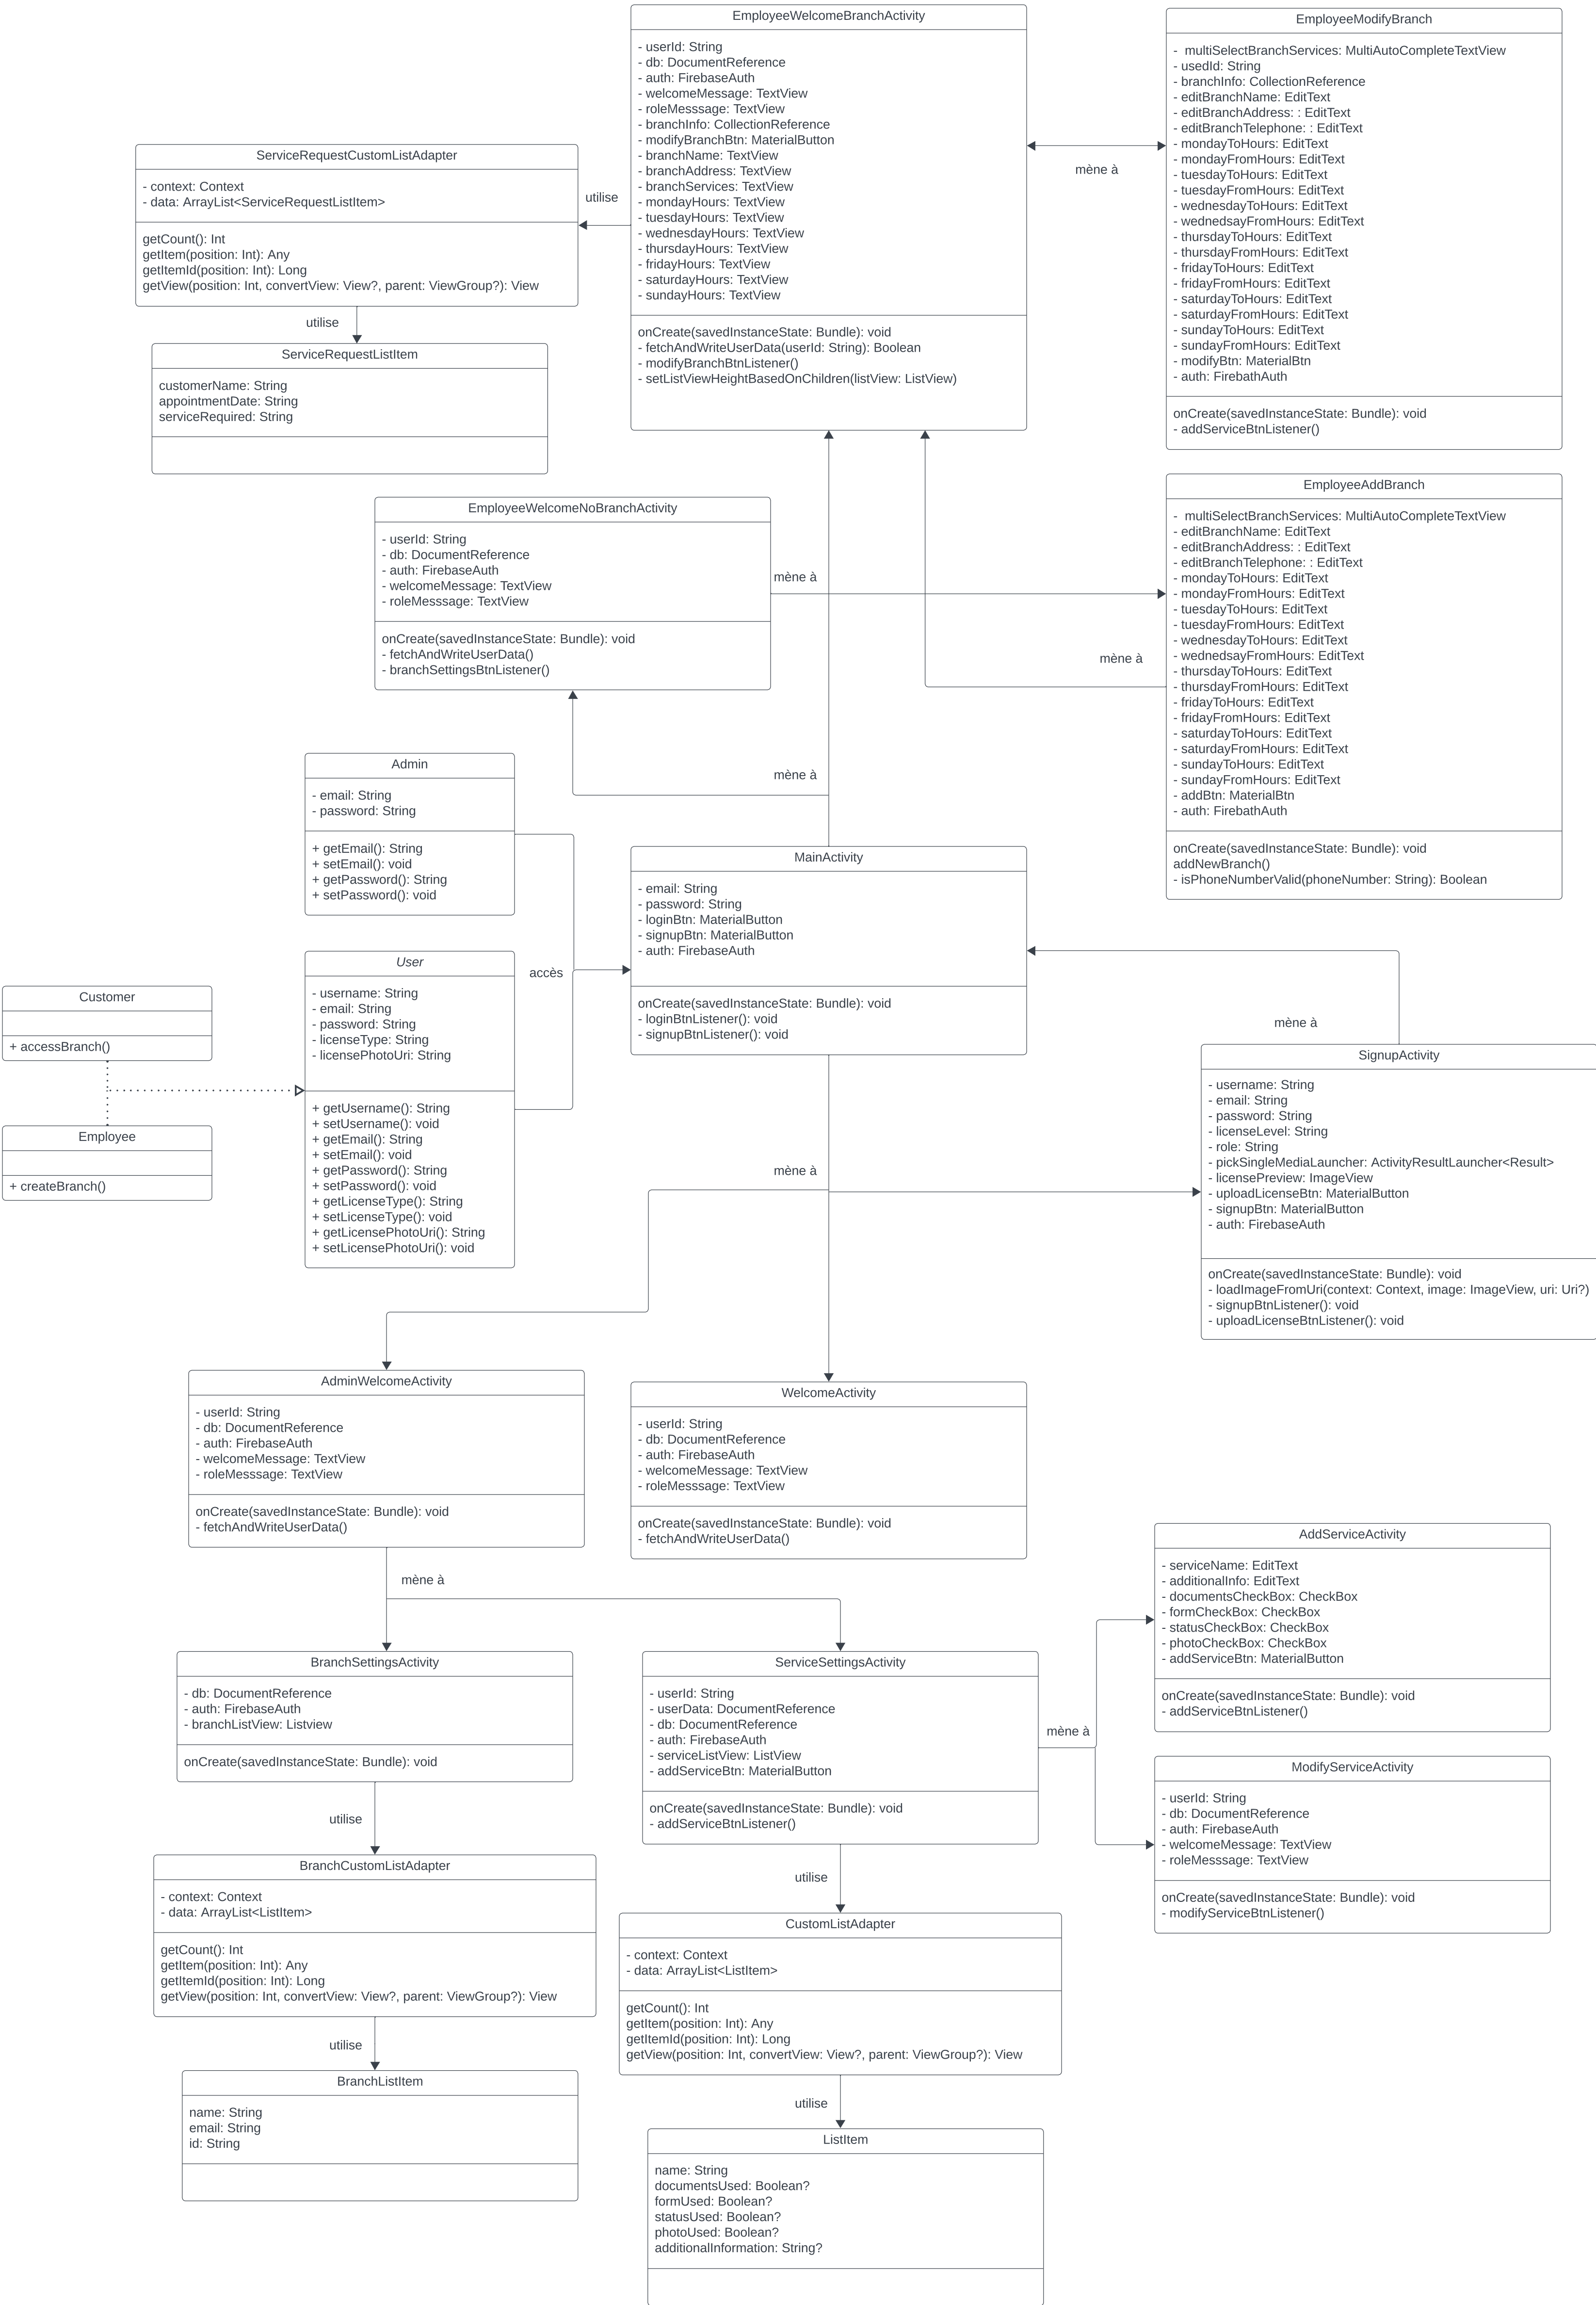 EmployeeWelcomeBranchActivity
- userId: String
- db: DocumentReference
- auth: FirebaseAuth
- welcomeMessage: TextView
- roleMesssage: TextView
- branchInfo: CollectionReference
- modifyBranchBtn: MaterialButton
- branchName: TextView
- branchAddress: TextView
- branchServices: TextView
- mondayHours: TextView
- tuesdayHours: TextView
- wednesdayHours: TextView
- thursdayHours: TextView
- fridayHours: TextView
- saturdayHours: TextView
- sundayHours: TextView
onCreate(savedInstanceState: Bundle): void
- fetchAndWriteUserData(userId: String): Boolean
- modifyBranchBtnListener()
- setListViewHeightBasedOnChildren(listView: ListView)
mène à
EmployeeModifyBranch
- multiSelectBranchServices: MultiAutoCompleteTextView
- usedId: String
- branchInfo: CollectionReference
- editBranchName: EditText
- editBranchAddress: : EditText
- editBranchTelephone: : EditText
- mondayToHours: EditText
- mondayFromHours: EditText
- tuesdayToHours: EditText
- tuesdayFromHours: EditText
- wednesdayToHours: EditText
- wednedsayFromHours: EditText
- thursdayToHours: EditText
- thursdayFromHours: EditText
- fridayToHours: EditText
- fridayFromHours: EditText
- saturdayToHours: EditText
- saturdayFromHours: EditText
- sundayToHours: EditText
- sundayFromHours: EditText
- modifyBtn: MaterialBtn
- auth: FirebathAuth
onCreate(savedInstanceState: Bundle): void
- addServiceBtnListener()
ServiceRequestCustomListAdapter
- context: Context
- data: ArrayList<ServiceRequestListItem>
getCount(): Int
getItem(position: Int): Any
getItemId(position: Int): Long
getView(position: Int, convertView: View?, parent: ViewGroup?): View
utilise
utilise
ServiceRequestListItem
customerName: String
appointmentDate: String
serviceRequired: String
EmployeeWelcomeNoBranchActivity
- userId: String
- db: DocumentReference
- auth: FirebaseAuth
- welcomeMessage: TextView
- roleMesssage: TextView
onCreate(savedInstanceState: Bundle): void
- fetchAndWriteUserData()
- branchSettingsBtnListener()
mène à
mène à
mène à
EmployeeAddBranch
- multiSelectBranchServices: MultiAutoCompleteTextView
- editBranchName: EditText
- editBranchAddress: : EditText
- editBranchTelephone: : EditText
- mondayToHours: EditText
- mondayFromHours: EditText
- tuesdayToHours: EditText
- tuesdayFromHours: EditText
- wednesdayToHours: EditText
- wednedsayFromHours: EditText
- thursdayToHours: EditText
- thursdayFromHours: EditText
- fridayToHours: EditText
- fridayFromHours: EditText
- saturdayToHours: EditText
- saturdayFromHours: EditText
- sundayToHours: EditText
- sundayFromHours: EditText
- addBtn: MaterialBtn
- auth: FirebathAuth
onCreate(savedInstanceState: Bundle): void
addNewBranch()
- isPhoneNumberValid(phoneNumber: String): Boolean
Admin
- email: String
- password: String
+ getEmail(): String
+ setEmail(): void
+ getPassword(): String
+ setPassword(): void
MainActivity
- email: String
- password: String
- loginBtn: MaterialButton
- signupBtn: MaterialButton
- auth: FirebaseAuth
onCreate(savedInstanceState: Bundle): void
- loginBtnListener(): void
- signupBtnListener(): void
accès
User
- username: String
- email: String
- password: String
- licenseType: String
- licensePhotoUri: String
+ getUsername(): String
+ setUsername(): void
+ getEmail(): String
+ setEmail(): void
+ getPassword(): String
+ setPassword(): void
+ getLicenseType(): String
+ setLicenseType(): void
+ getLicensePhotoUri(): String
+ setLicensePhotoUri(): void
Customer
+ accessBranch()
Employee
+ createBranch()
mène à
mène à
SignupActivity
- username: String
- email: String
- password: String
- licenseLevel: String
- role: String
- pickSingleMediaLauncher: ActivityResultLauncher<Result>
- licensePreview: ImageView
- uploadLicenseBtn: MaterialButton
- signupBtn: MaterialButton
- auth: FirebaseAuth
onCreate(savedInstanceState: Bundle): void
- loadImageFromUri(context: Context, image: ImageView, uri: Uri?)
- signupBtnListener(): void
- uploadLicenseBtnListener(): void
AdminWelcomeActivity
- userId: String
- db: DocumentReference
- auth: FirebaseAuth
- welcomeMessage: TextView
- roleMesssage: TextView
onCreate(savedInstanceState: Bundle): void
- fetchAndWriteUserData()
WelcomeActivity
- userId: String
- db: DocumentReference
- auth: FirebaseAuth
- welcomeMessage: TextView
- roleMesssage: TextView
onCreate(savedInstanceState: Bundle): void
- fetchAndWriteUserData()
mène à
BranchSettingsActivity
- db: DocumentReference
- auth: FirebaseAuth
- branchListView: Listview
onCreate(savedInstanceState: Bundle): void
ServiceSettingsActivity
- userId: String
- userData: DocumentReference
- db: DocumentReference
- auth: FirebaseAuth
- serviceListView: ListView
- addServiceBtn: MaterialButton
onCreate(savedInstanceState: Bundle): void
- addServiceBtnListener()
mène à
AddServiceActivity
- serviceName: EditText
- additionalInfo: EditText
- documentsCheckBox: CheckBox
- formCheckBox: CheckBox
- statusCheckBox: CheckBox
- photoCheckBox: CheckBox
- addServiceBtn: MaterialButton
onCreate(savedInstanceState: Bundle): void
- addServiceBtnListener()
ModifyServiceActivity
- userId: String
- db: DocumentReference
- auth: FirebaseAuth
- welcomeMessage: TextView
- roleMesssage: TextView
onCreate(savedInstanceState: Bundle): void
- modifyServiceBtnListener()
utilise
BranchCustomListAdapter
- context: Context
- data: ArrayList<ListItem>
getCount(): Int
getItem(position: Int): Any
getItemId(position: Int): Long
getView(position: Int, convertView: View?, parent: ViewGroup?): View
utilise
BranchListItem
name: String
email: String
id: String
utilise
CustomListAdapter
- context: Context
- data: ArrayList<ListItem>
getCount(): Int
getItem(position: Int): Any
getItemId(position: Int): Long
getView(position: Int, convertView: View?, parent: ViewGroup?): View
utilise
ListItem
name: String
documentsUsed: Boolean?
formUsed: Boolean?
statusUsed: Boolean?
photoUsed: Boolean?
additionalInformation: String?